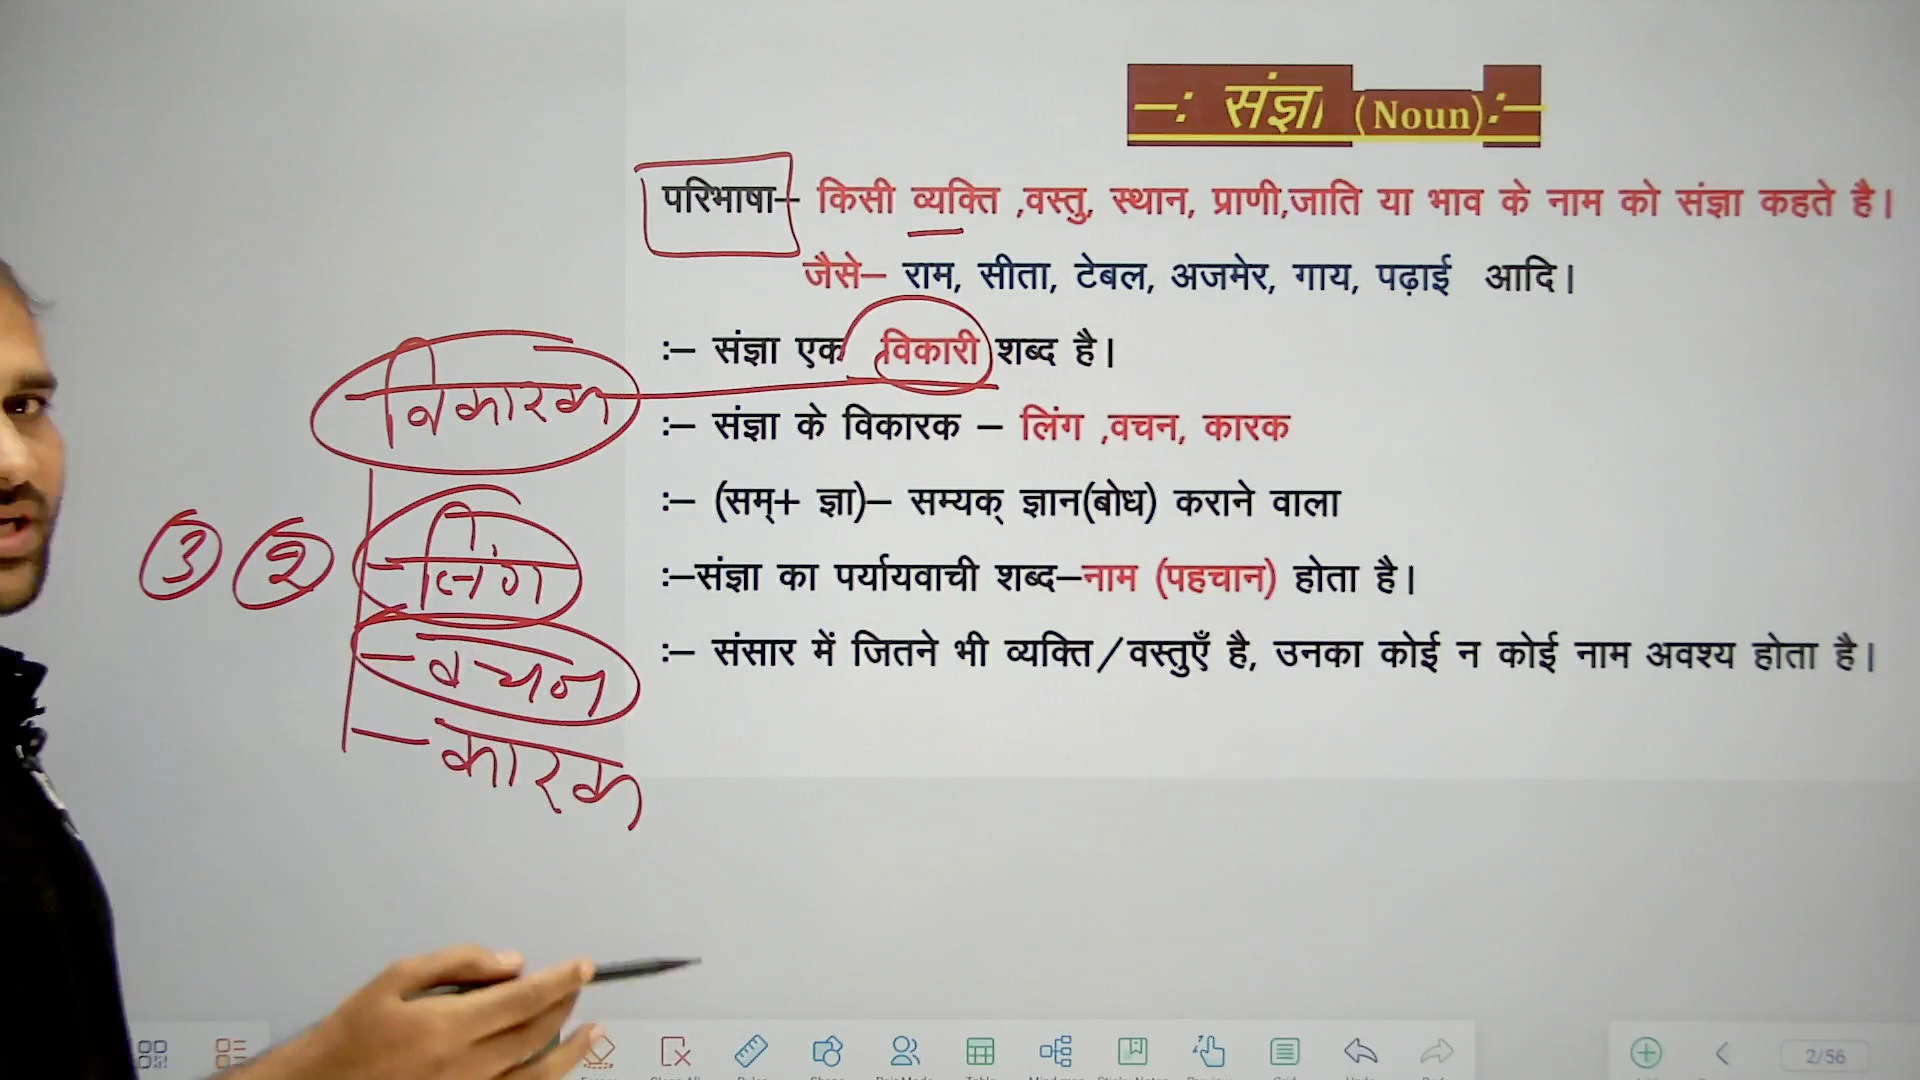 —: संज्ञा (Noun) :—
परिभाषा— किसी व्यक्ति ,वस्तु, स्थान, प्राणी,जाति या भाव के नाम को संज्ञा कहते है।
जैसे— राम, सीता, टेबल, अजमेर, गाय, पढ़ाई आदि।
:— संज्ञा एक विकारी शब्द है।
:— संज्ञा के विकारक — लिंग ,वचन, कारक
:— (सम्+ ज्ञा)— सम्यक् ज्ञान(बोध) कराने वाला
:—संज्ञा का पर्यायवाची शब्द—नाम (पहचान) होता है।
:— संसार में जितने भी व्यक्ति/वस्तुएँ है, उनका कोई न कोई नाम अवश्य होता है।
विकारक
3 2 लिंग
वचन
कारक
2/56